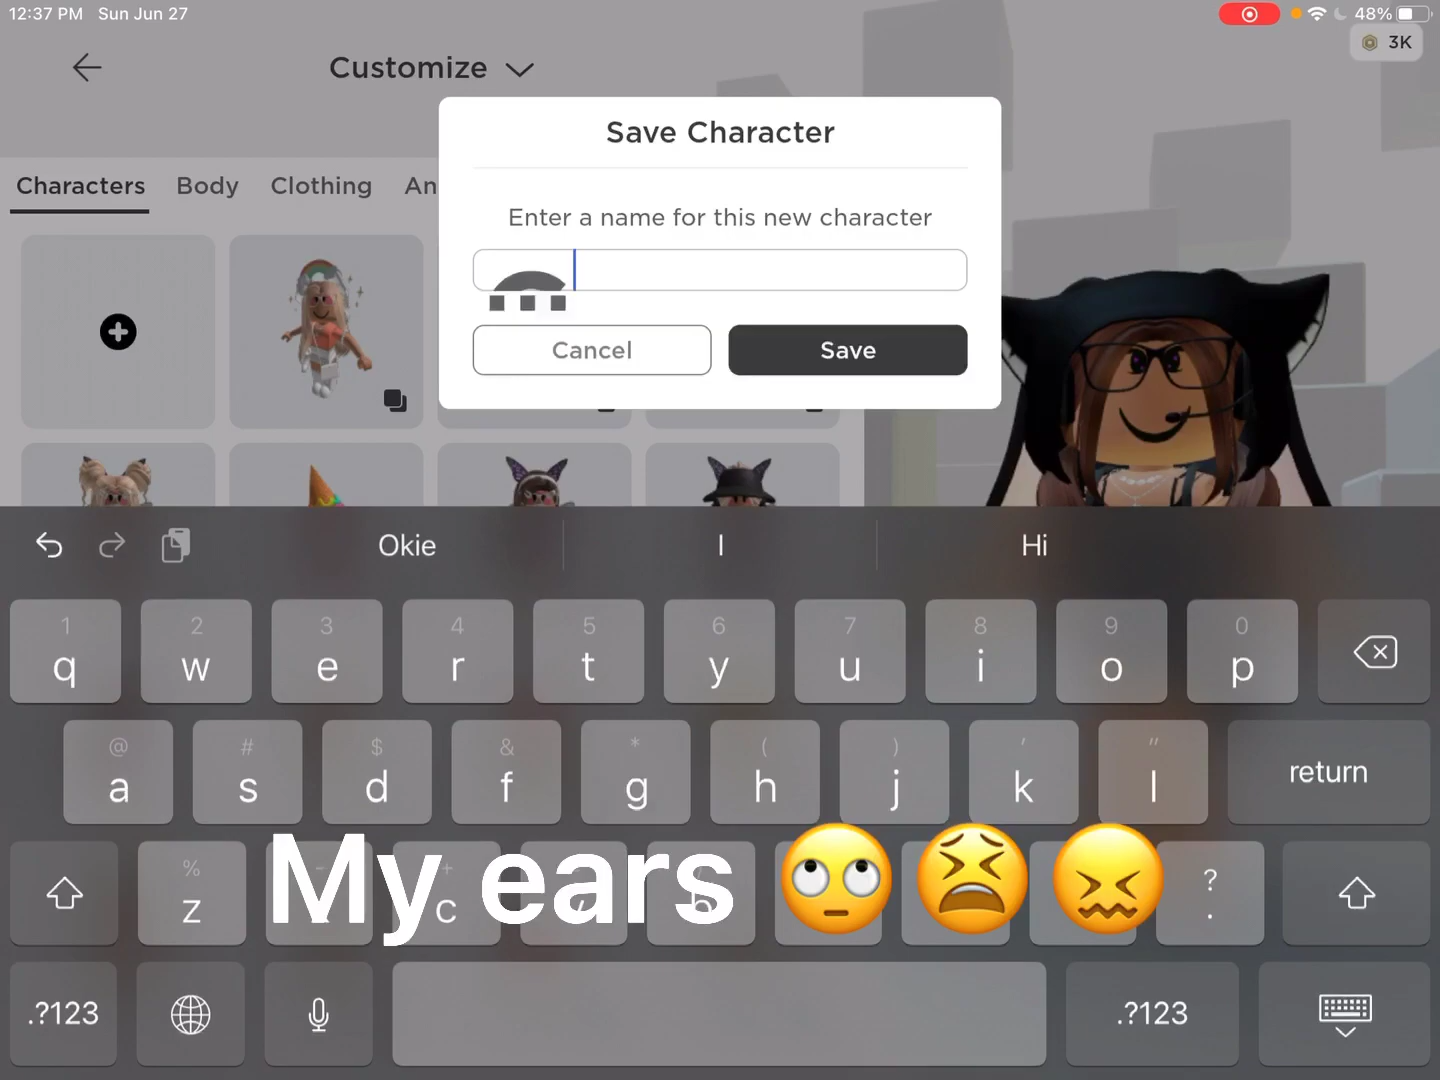 12:37 PM Sun Jun 27
48%
3K
Customize
Save Character
Characters Body Clothing An
Enter a name for this new character
Cancel Save
Okie I Hi
1 2 3 4 5 6 7 8 9 0
q w e r t y u i o p
@ # $ & * ( ) ' "
a s d f g h j k l return
% - + ?
z c b .
My ears 🙄 😫 😖
.?123 .?123